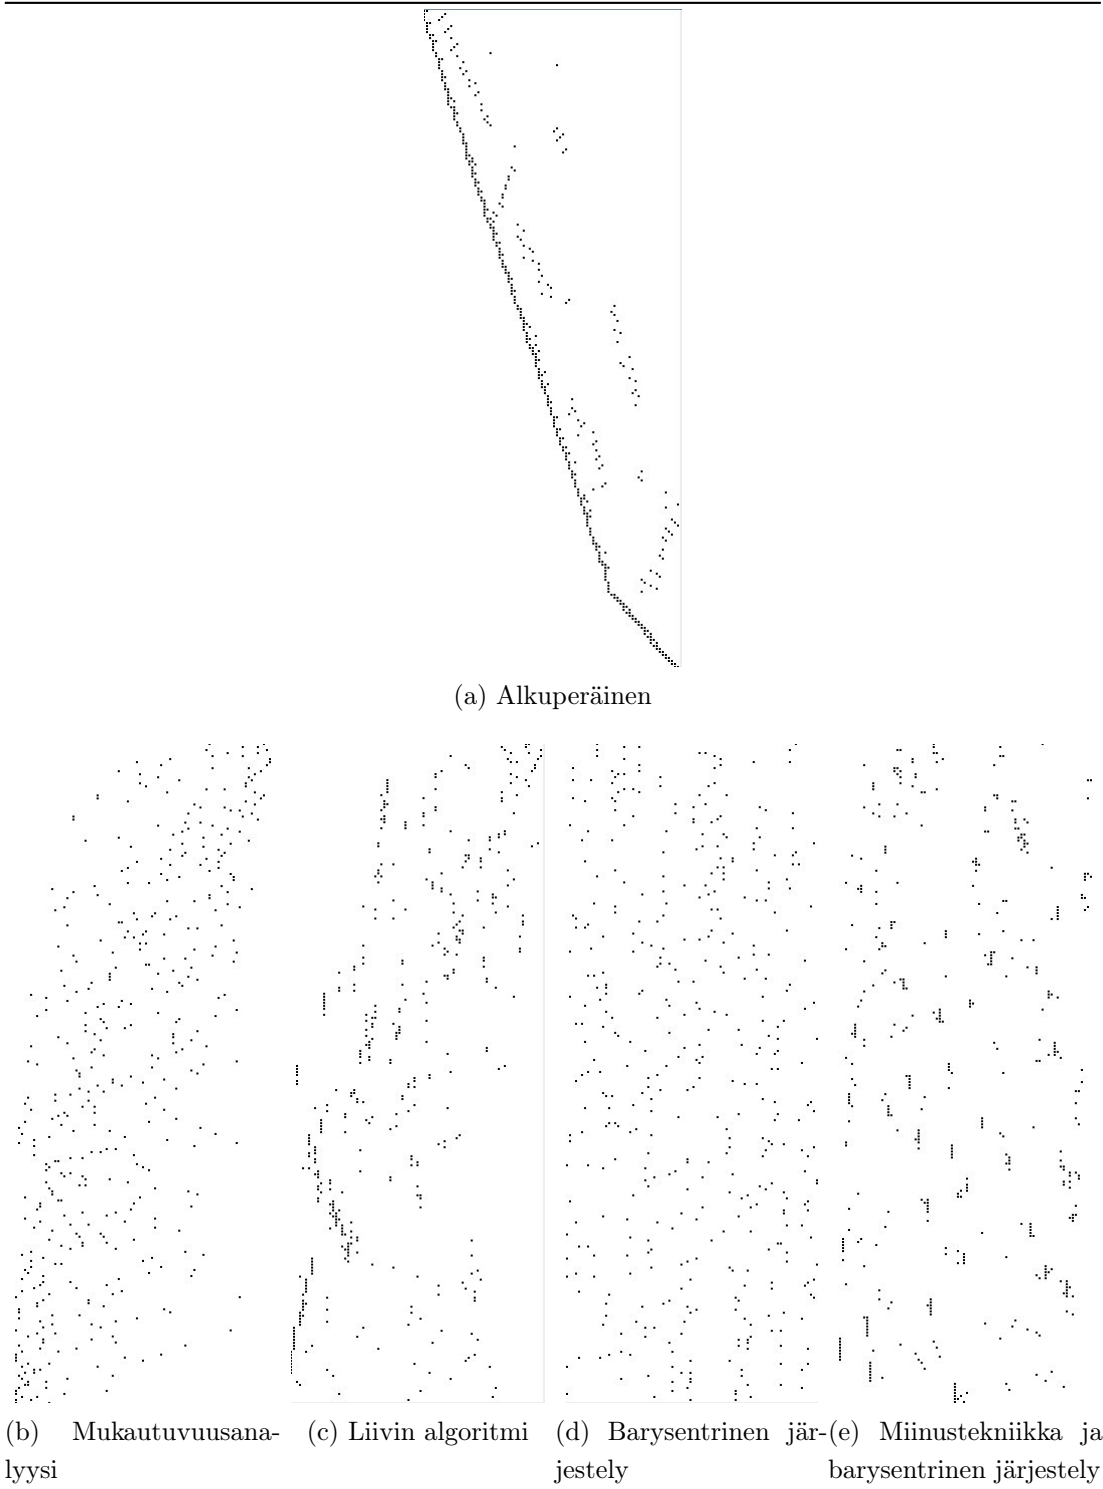 (a) Alkuperäinen
(b) Mukautuvuusana-
lyysi
(c) Liivin algoritmi
(d) Barysentrinen jär-
jestely
(e) Miinustekniikka ja
barysentrinen järjestely